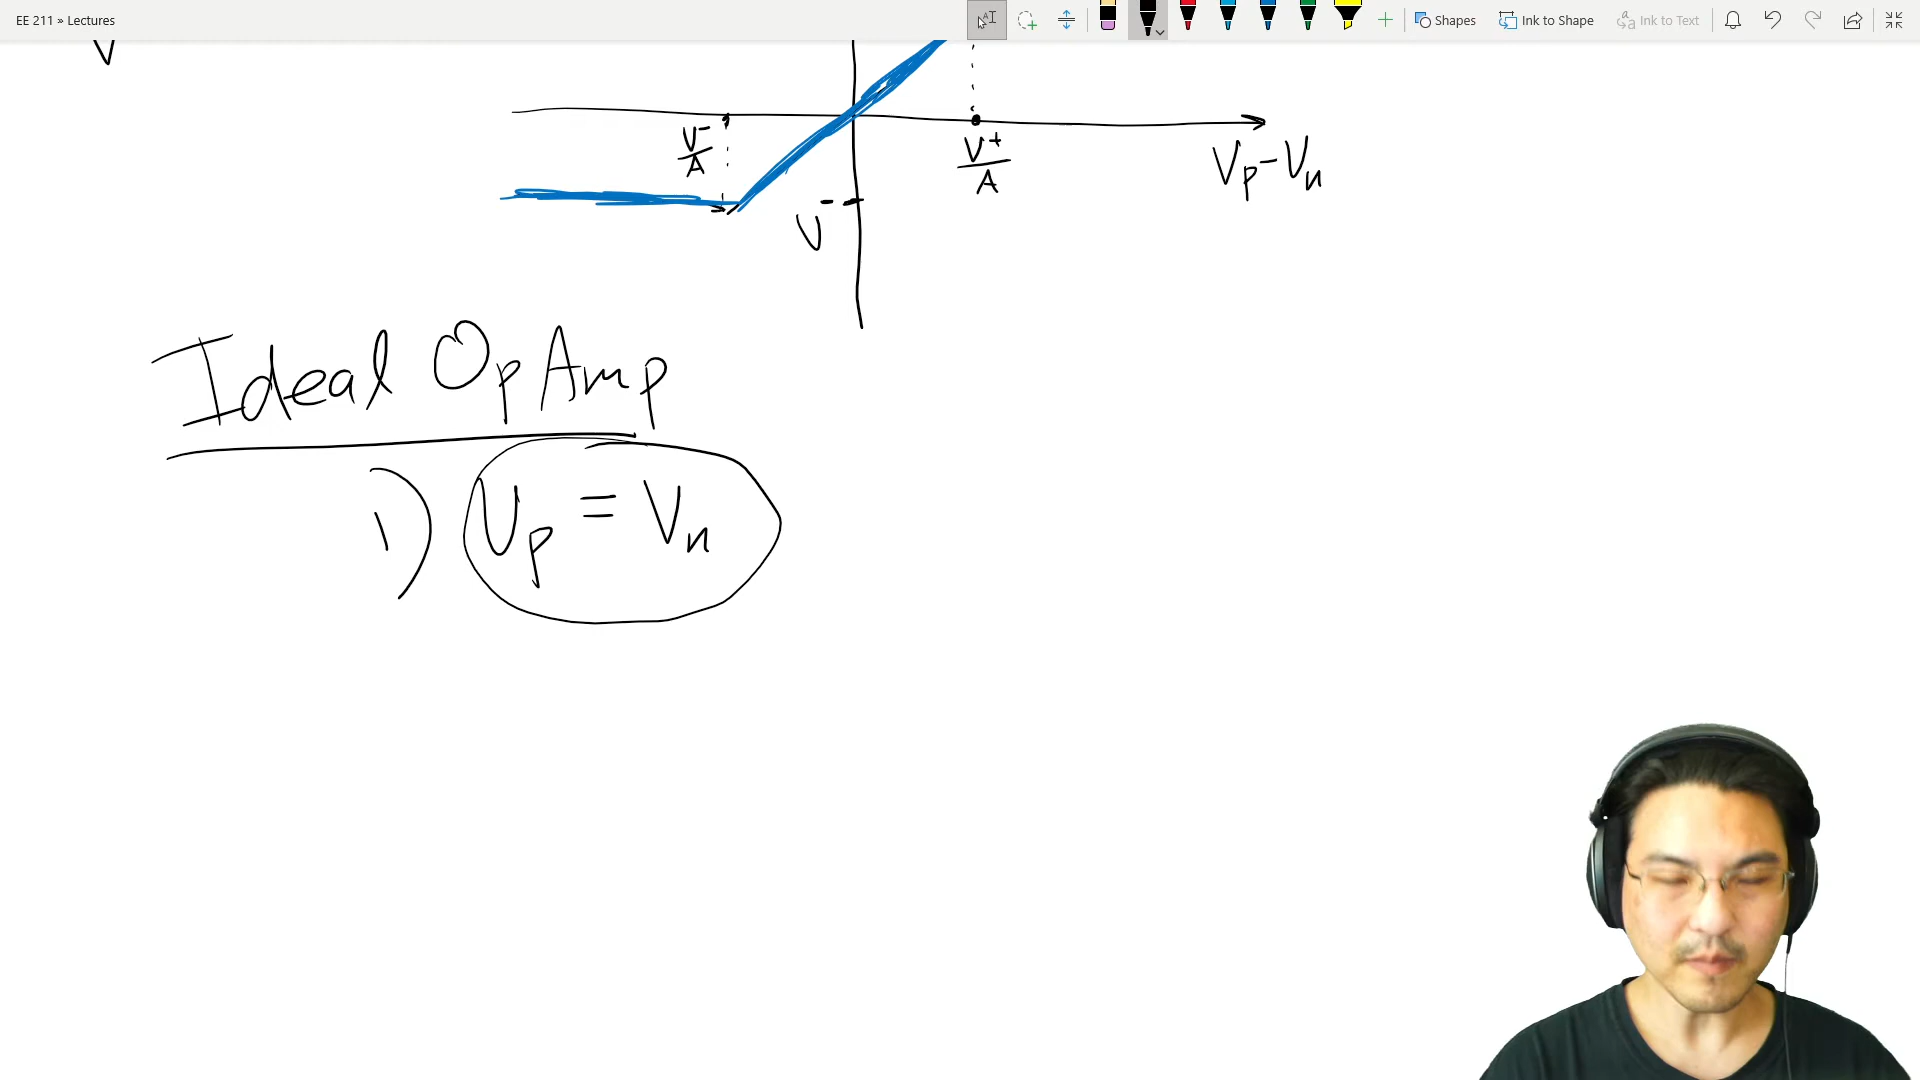 EE 211 » Lectures
Shapes
Ink to Shape
Ink to Text
V
V⁻/A
V⁺/A
Vp-Vn
V⁻
Ideal Op Amp
1) Vp = Vn